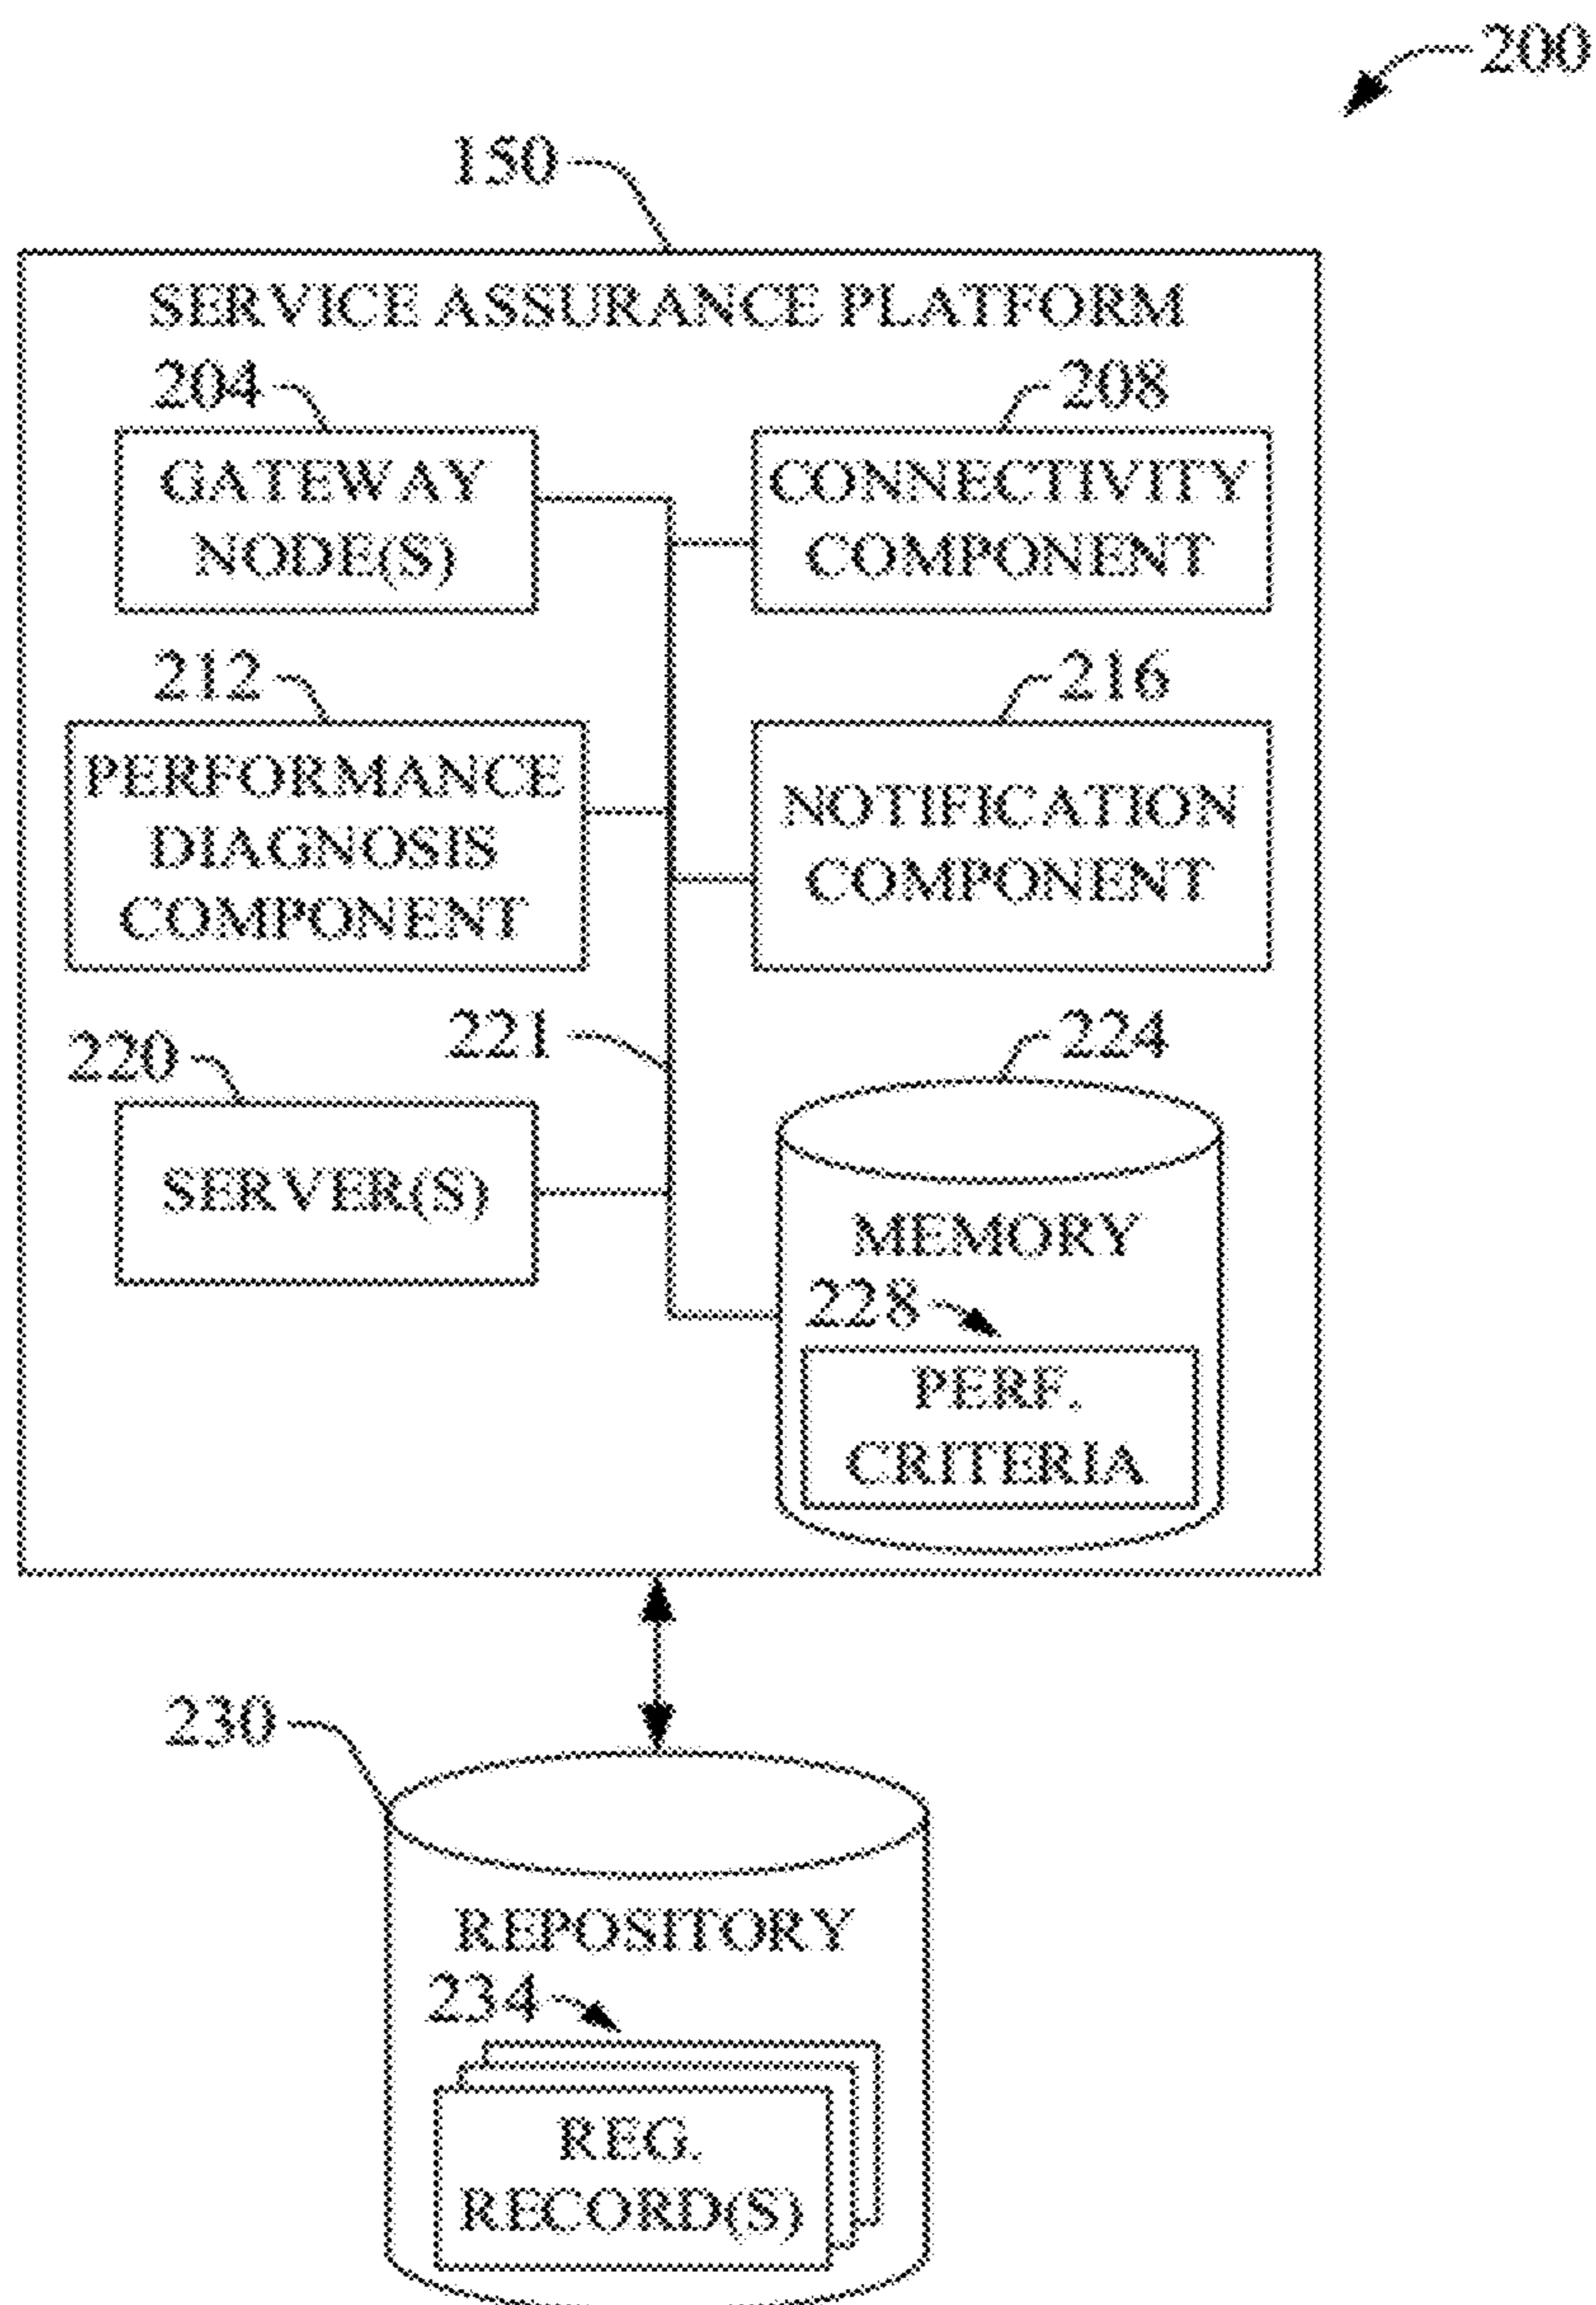 200
150
SERVICE ASSURANCE PLATFORM
204
208
GATEWAY
NODE(S)
CONNECTIVITY
COMPONENT
212
216
PERFORMANCE
DIAGNOSIS
COMPONENT
NOTIFICATION
COMPONENT
220
221
224
SERVER(S)
MEMORY
228
PERF.
CRITERIA
230
REPOSITORY
234
REG.
RECORD(S)